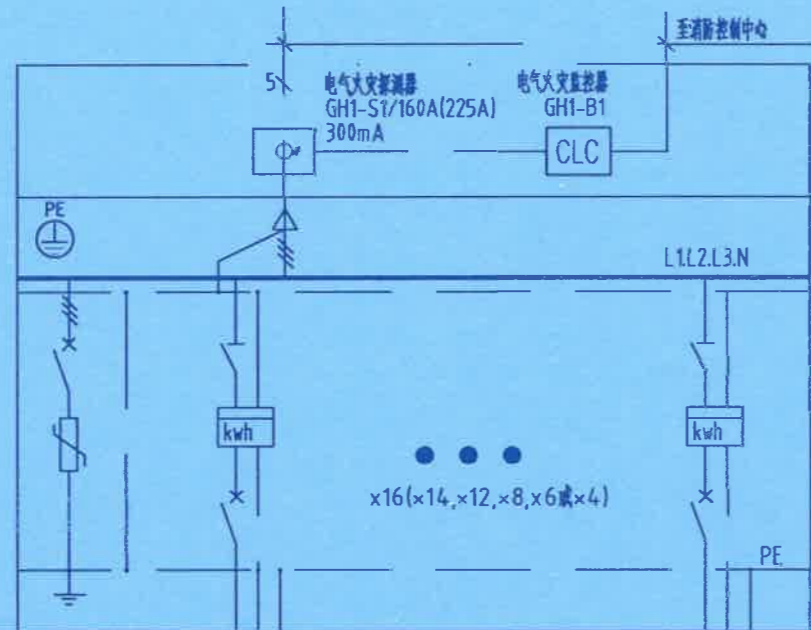 至消防控制中心
5
电气火灾探测器
GH1-S1/160A(225A)
300mA
电气火灾监控器
GH1-B1
CLC
PE
L1.L2.L3.N
kwh
kwh
x16(x14,x12,x8,x6或x4)
PE